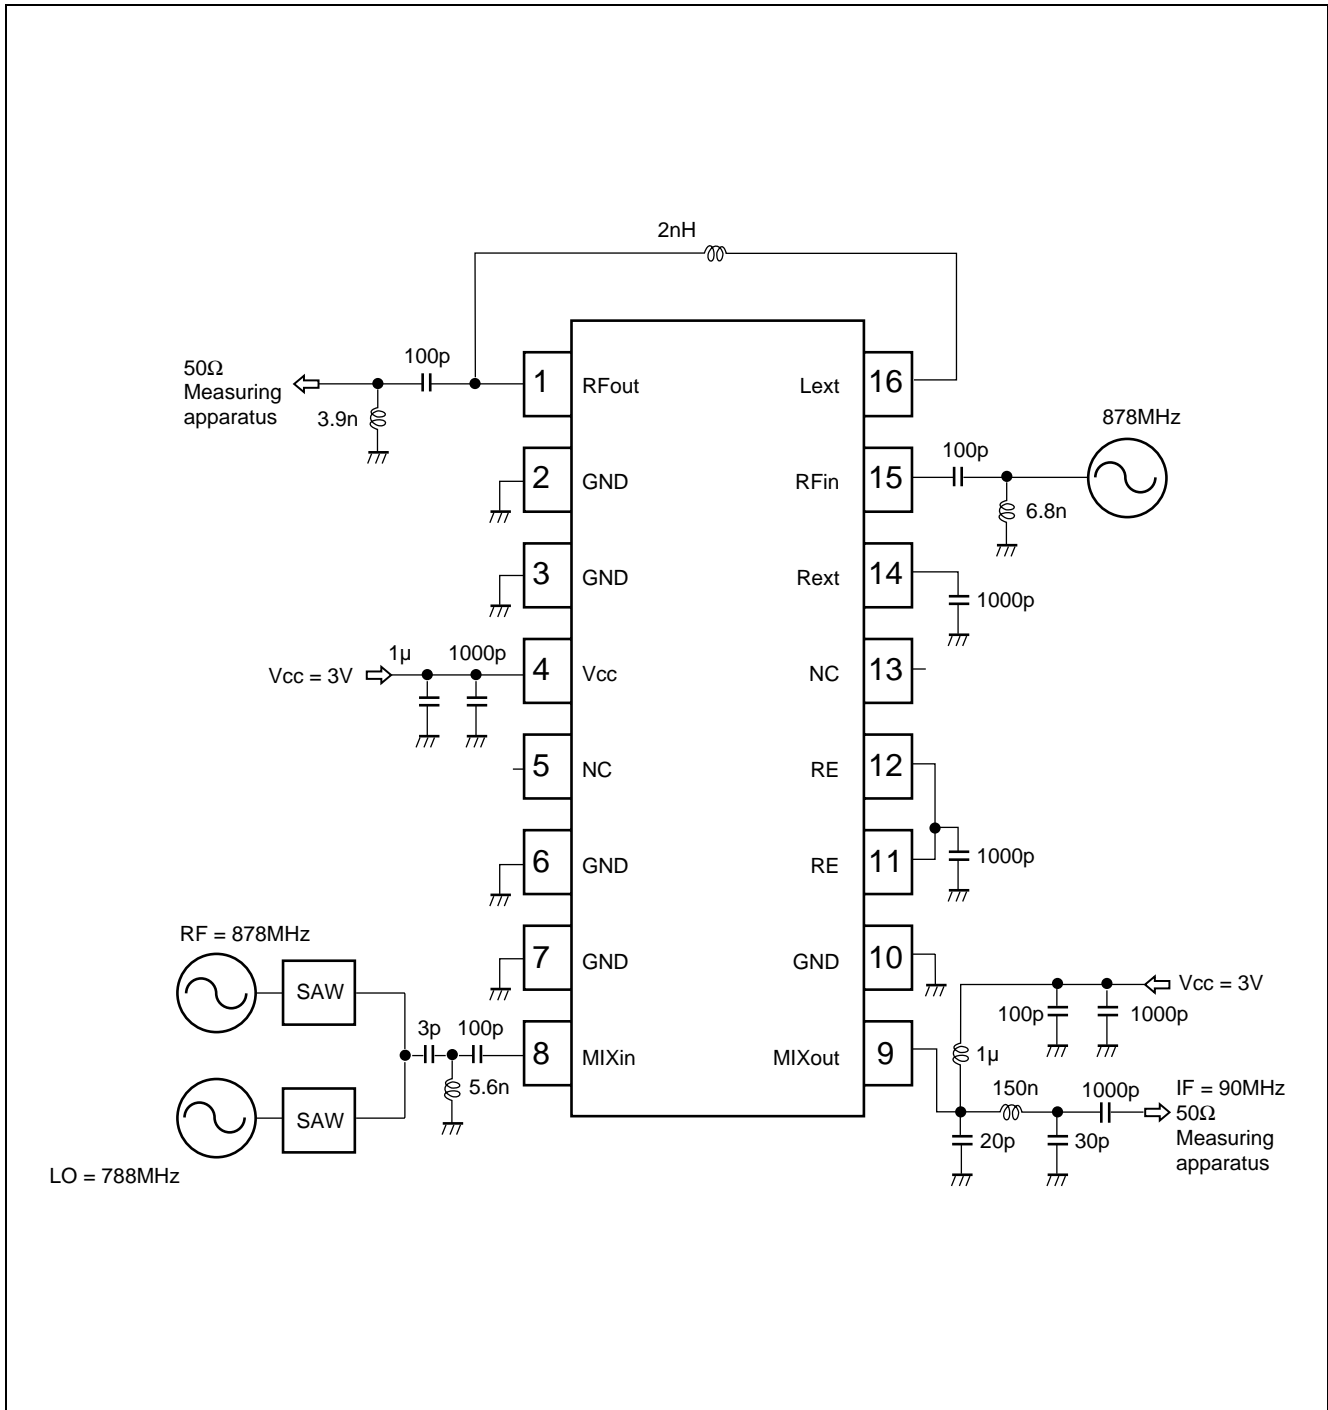 2nH
50Ω
Measuring
apparatus
100p
3.9n
1
RFout
16
Lext
878MHz
100p
6.8n
2
GND
15
RFin
3
GND
14
Rext
1000p
Vcc = 3V
1µ
1000p
4
Vcc
13
NC
5
NC
12
RE
6
GND
11
RE
1000p
RF = 878MHz
SAW
7
GND
10
GND
Vcc = 3V
100p
1000p
3p
100p
5.6n
8
MIXin
9
MIXout
1µ
150n
1000p
IF = 90MHz
50Ω
Measuring
apparatus
20p
30p
SAW
LO = 788MHz